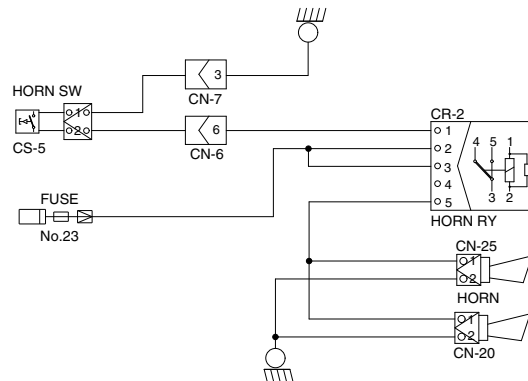 HORN SW
1
2
CS-5
3
CN-7
6
CN-6
FUSE
No.23
CR-2
1
2
3
4
5
4 5 1
3 2
HORN RY
CN-25
1
2
HORN
1
2
CN-20